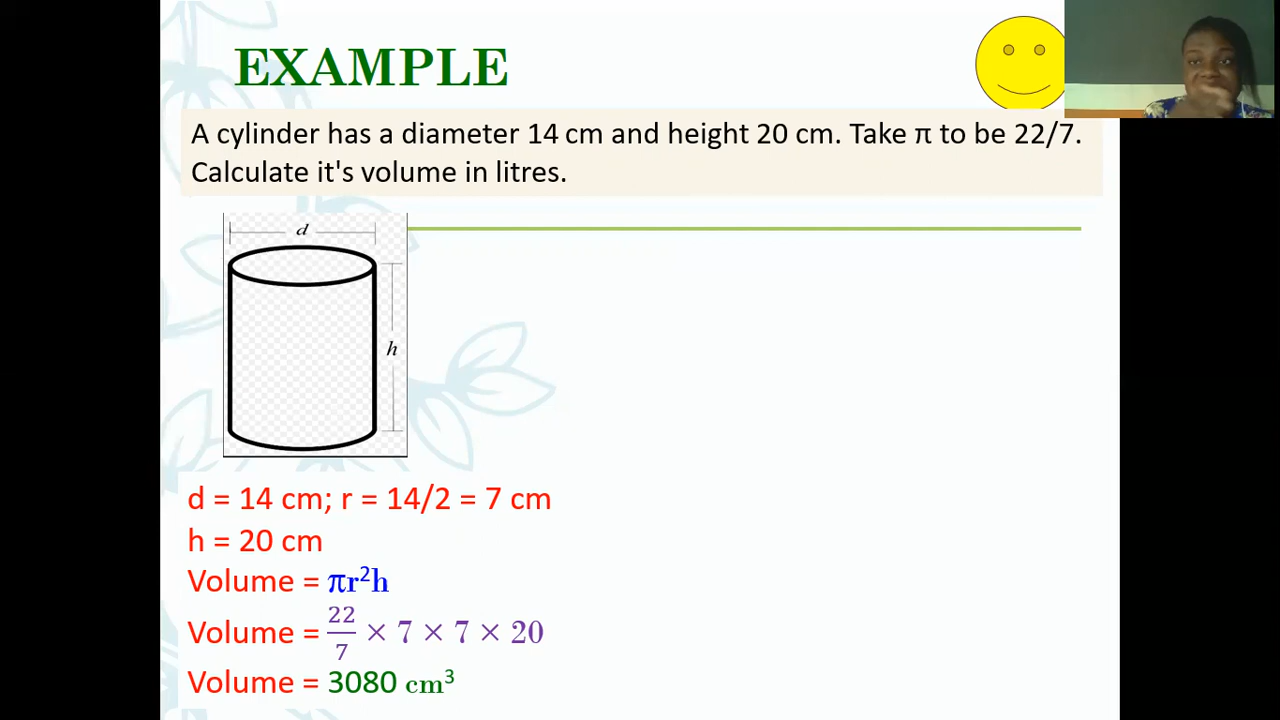 EXAMPLE
A cylinder has a diameter 14 cm and height 20 cm. Take π to be 22/7.
Calculate it's volume in litres.
d
h
d = 14 cm; r = 14/2 = 7 cm
h = 20 cm
Volume = πr²h
Volume = 22/7 × 7 × 7 × 20
Volume = 3080 cm³